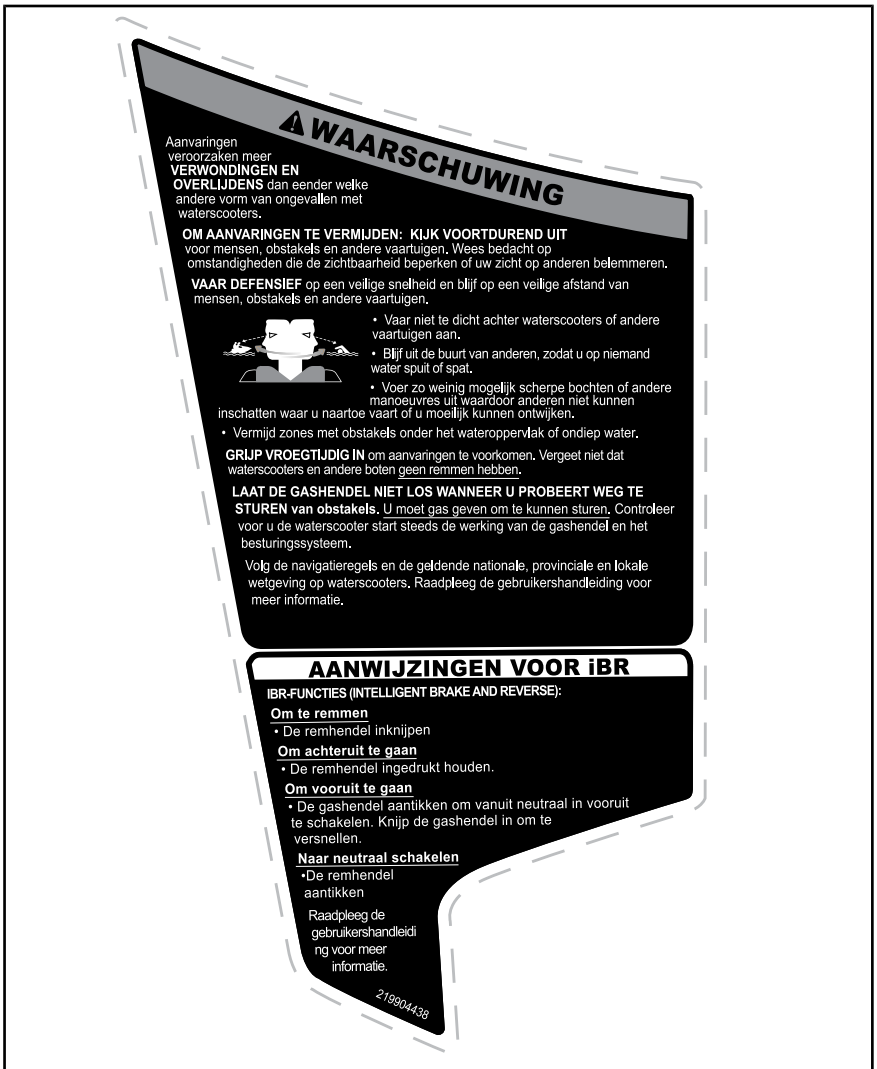 WAARSCHUWING
Aanvaringen
veroorzaken meer
VERWONDINGEN EN
OVERLIJDENS dan eender welke
andere vorm van ongevallen met
waterscooters.
OM AANVARINGEN TE VERMIJDEN: KIJK VOORTDUREND UIT
voor mensen, obstakels en andere vaartuigen. Wees bedacht op
omstandigheden die de zichtbaarheid beperken of uw zicht op anderen belemmeren.
VAAR DEFENSIEF op een veilige snelheid en blijf op een veilige afstand van
mensen, obstakels en andere vaartuigen.
• Vaar niet te dicht achter waterscooters of andere
vaartuigen aan.
• Blijf uit de buurt van anderen, zodat u op niemand
water spuit of spat.
• Voer zo weinig mogelijk scherpe bochten of andere
manoeuvres uit waardoor anderen niet kunnen
inschatten waar u naartoe vaart of u moeilijk kunnen ontwijken.
• Vermijd zones met obstakels onder het wateroppervlak of ondiep water.
GRIJP VROEGTIJDIG IN om aanvaringen te voorkomen. Vergeet niet dat
waterscooters en andere boten geen remmen hebben.
LAAT DE GASHENDEL NIET LOS WANNEER U PROBEERT WEG TE
STUREN van obstakels. U moet gas geven om te kunnen sturen. Controleer
voor u de waterscooter start steeds de werking van de gashendel en het
besturingssysteem.
Volg de navigatieregels en de geldende nationale, provinciale en lokale
wetgeving op waterscooters. Raadpleeg de gebruikershandleiding voor
meer informatie.
AANWIJZINGEN VOOR iBR
IBR-FUNCTIES (INTELLIGENT BRAKE AND REVERSE):
Om te remmen
• De remhendel inknijpen
Om achteruit te gaan
• De remhendel ingedrukt houden.
Om vooruit te gaan
• De gashendel aantikken om vanuit neutraal in vooruit
te schakelen. Knijp de gashendel in om te
versnellen.
Naar neutraal schakelen
•De remhendel
aantikken
Raadpleeg de
gebruikershandleidi
ng voor meer
informatie.
219904438